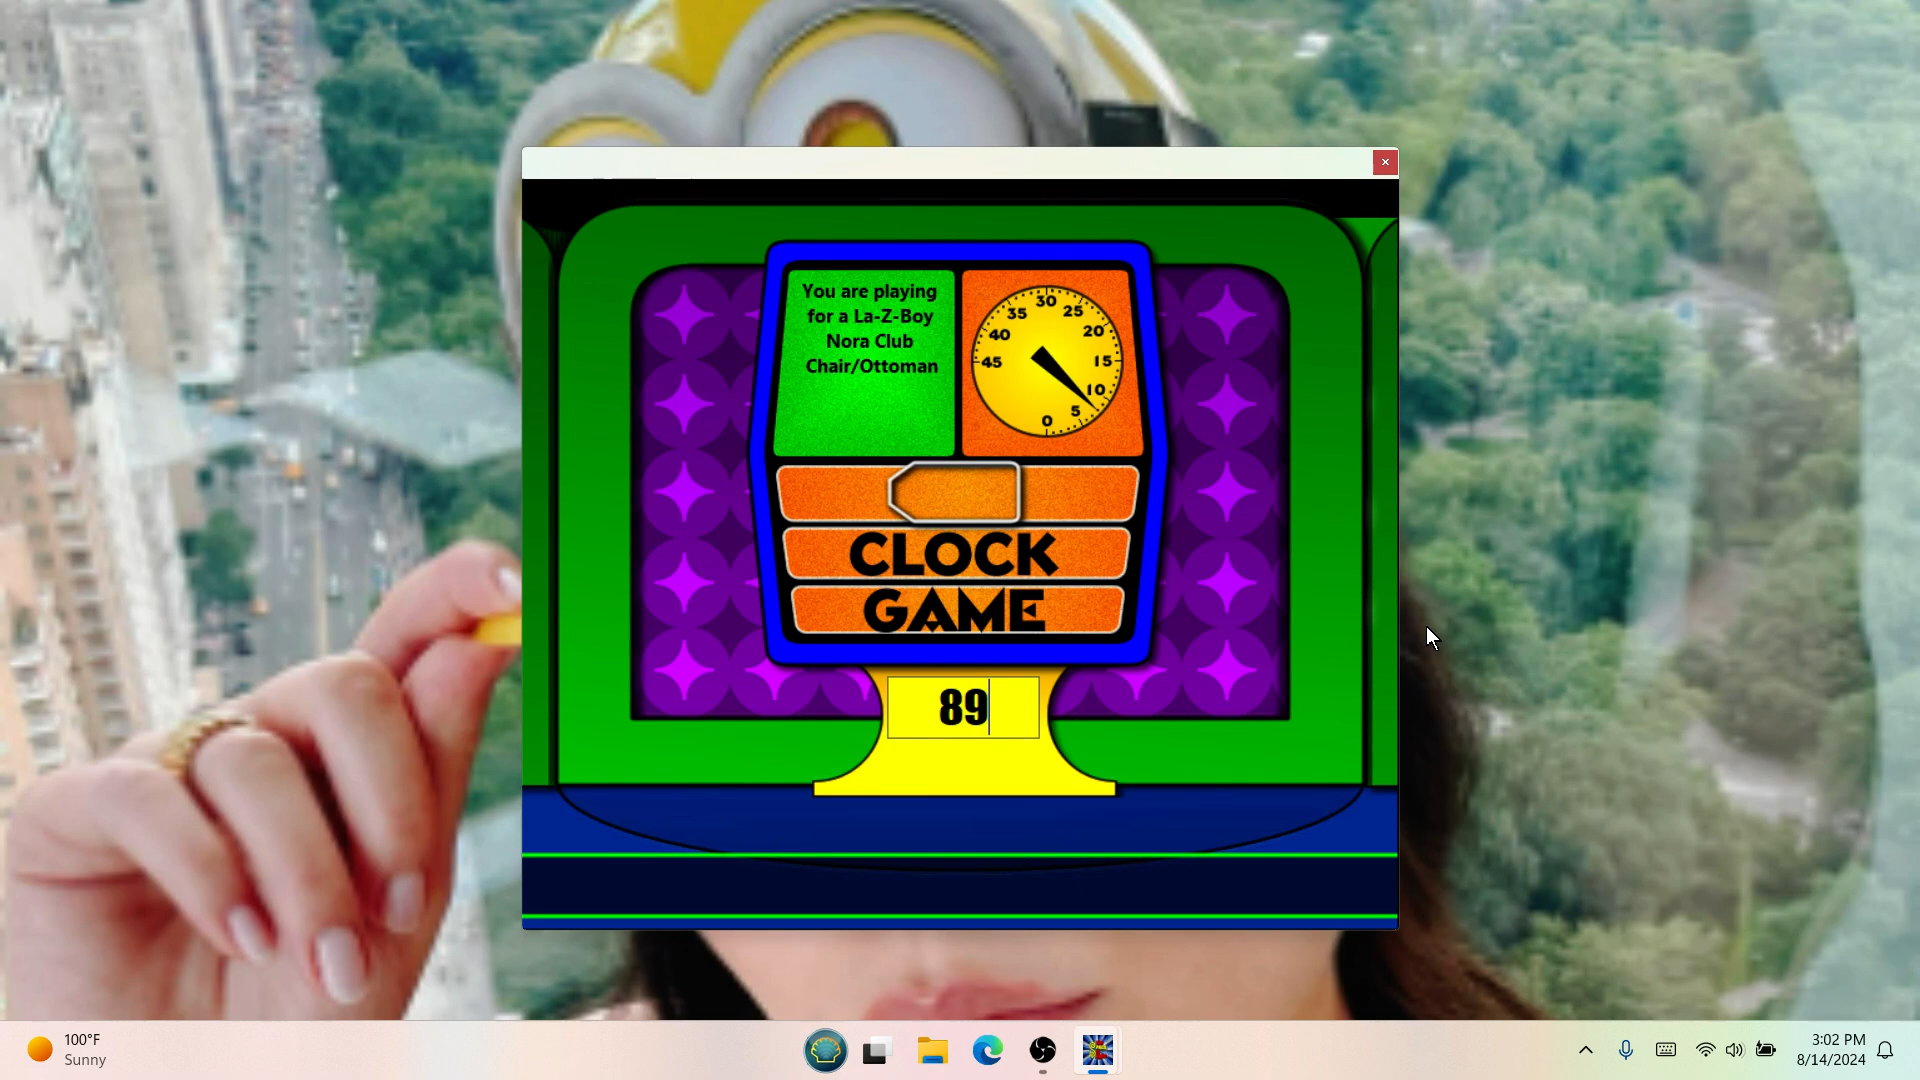 You are playing
for a La-Z-Boy
Nora Club
Chair/Ottoman
30
35
25
40
20
45
15
10
5
0
CLOCK
GAME
89
100°F
Sunny
3:02 PM
8/14/2024